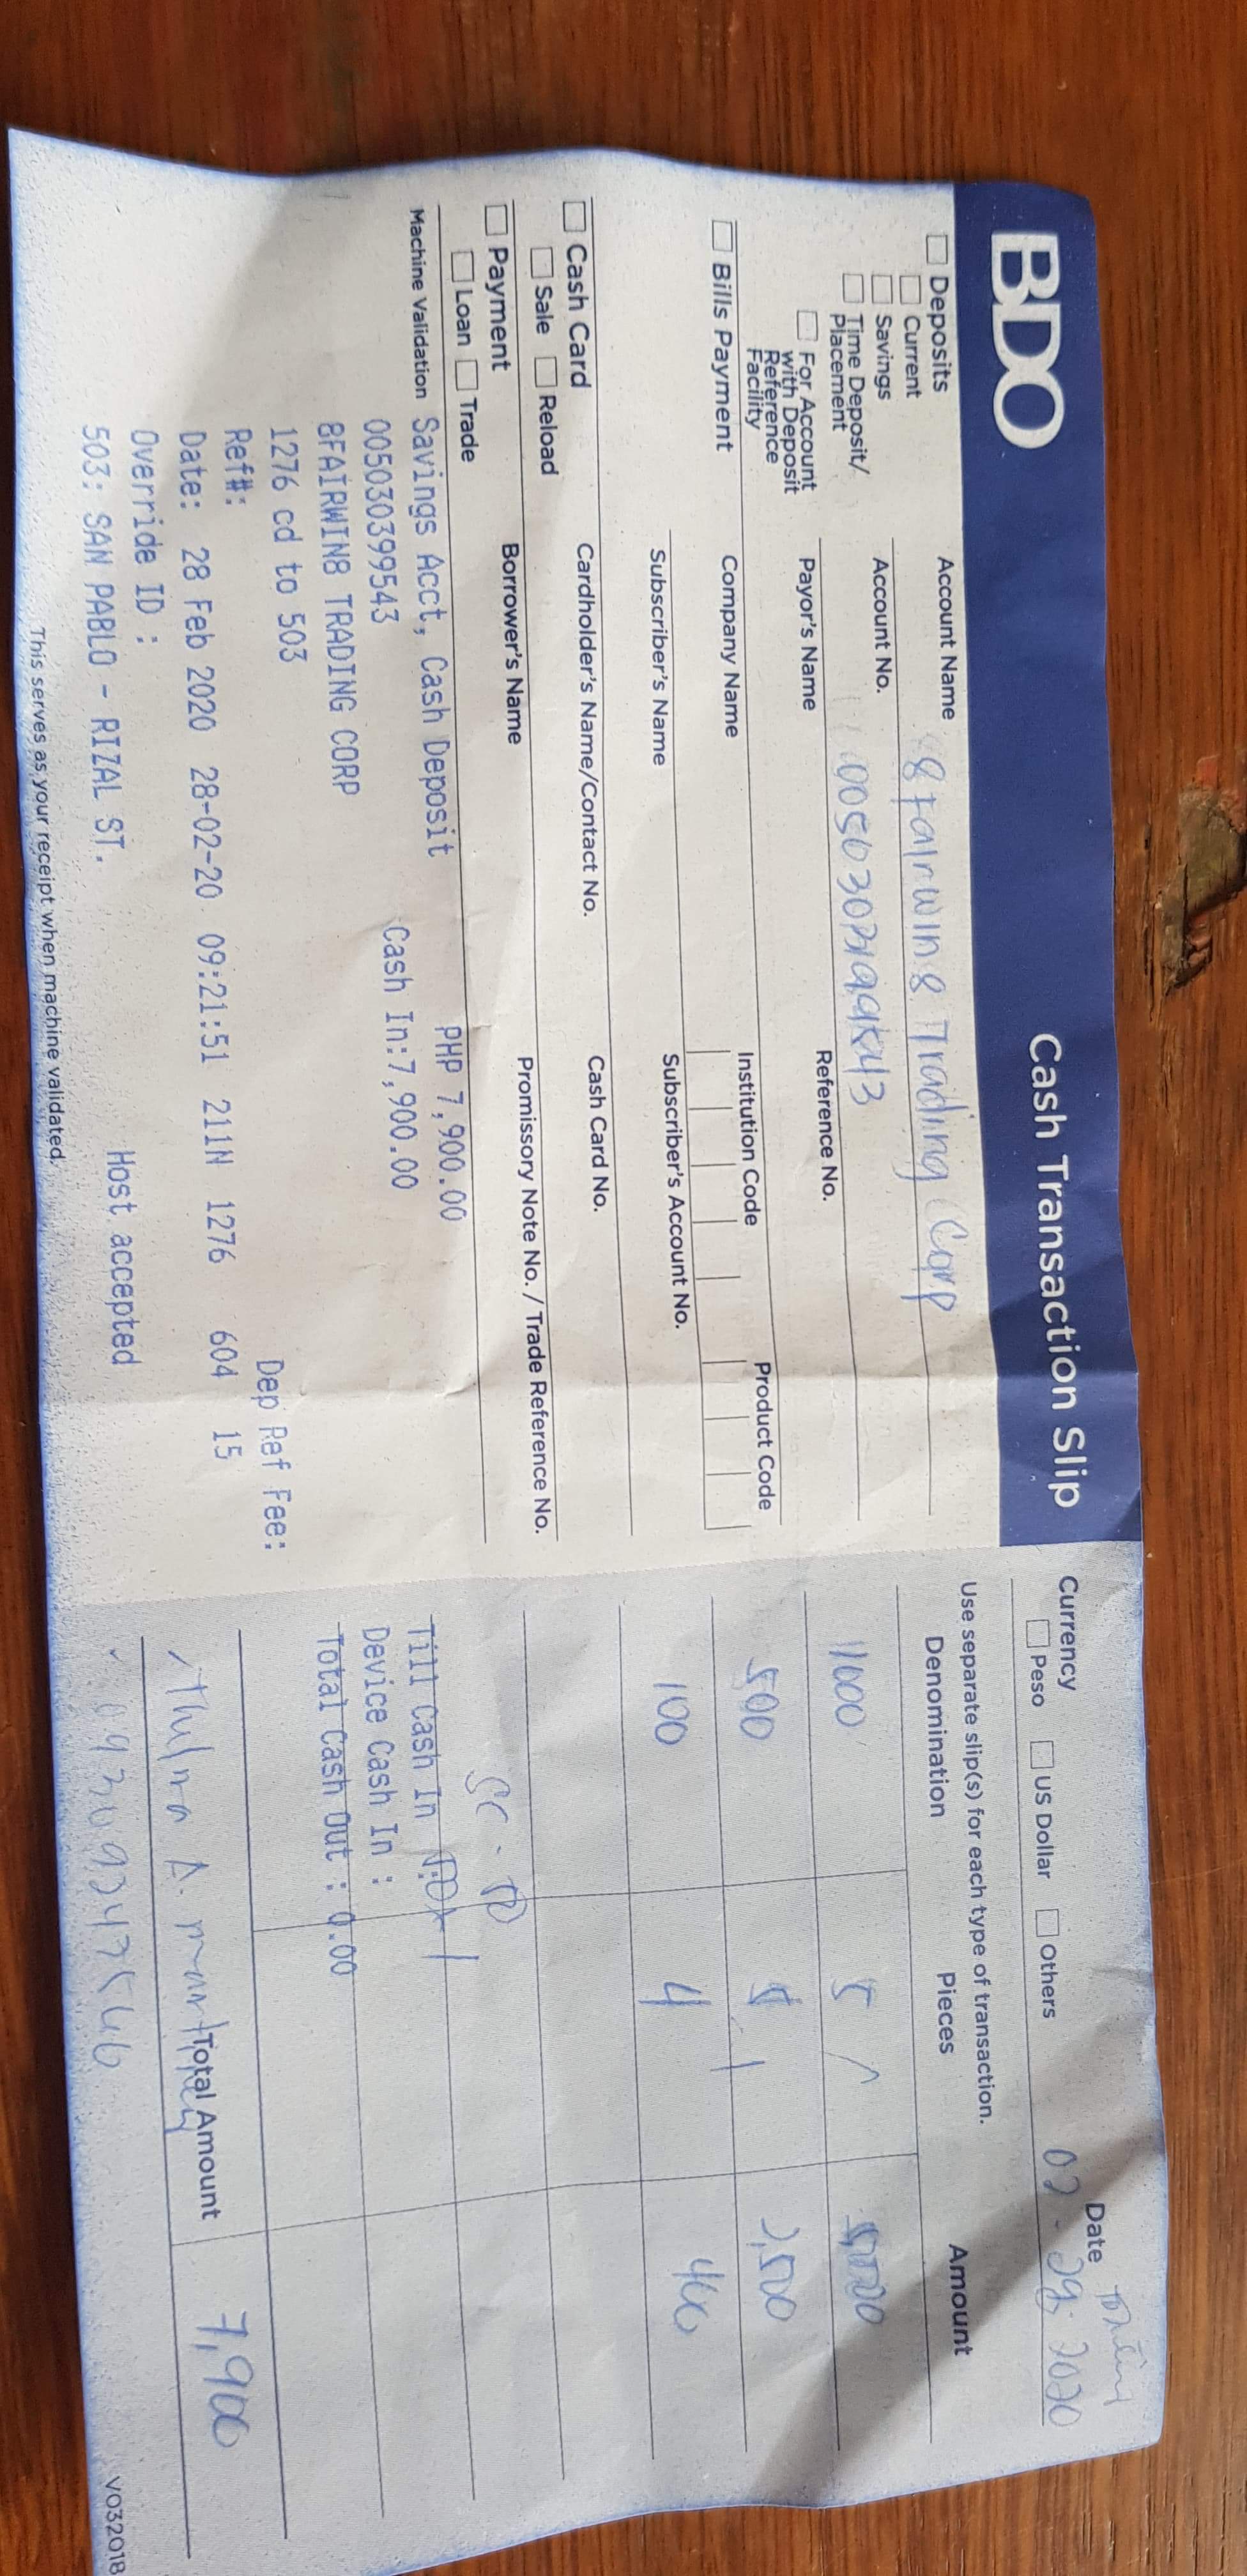 BDO
Cash Transaction Slip
Deposits
Current
Savings
Time Deposit/
Placement
For Account
with Deposit
Reference
Facility
Account Name
8 Fairwin8 Trading Corp
Account No.
Payor's Name
Reference No.
Bills Payment
Company Name
Institution Code
Product Code
Subscriber's Name
Subscriber's Account No.
Cash Card
Sale
Reload
Cardholder's Name/Contact No.
Cash Card No.
Payment
Loan
Trade
Borrower's Name
Promissory Note No. / Trade Reference No.
Machine Validation
Savings Acct, Cash Deposit PHP 7,900.00
005030399543 Cash In:7,900.00
8FAIRWIN8 TRADING CORP
1276 cd to 503
Ref#: Dep Ref Fee:
Date: 28 Feb 2020 28-02-20 09:21:51 211N 1276 604 15
Override ID :
503: SAN PABLO - RIZAL ST. Host accepted
This serves as your receipt when machine validated.
Currency
Peso
US Dollar
Others
Date
02 - 28, 2020
Use separate slip(s) for each type of transaction.
Denomination Pieces Amount
1000 5 5,000
500 5 2,500
100 4 400
Till Cash In
Device Cash In :
Total Cash Out : 0.00
Total Amount 7,900
V032018